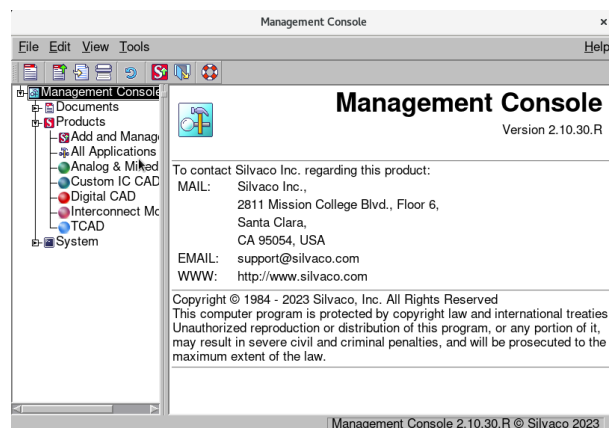 Management Console
×
File Edit View Tools
Help
Management Console
Documents
Products
Add and Manag
All Applications
Analog & Mixed
Custom IC CAD
Digital CAD
Interconnect Mo
TCAD
System
Management Console
Version 2.10.30.R
To contact Silvaco Inc. regarding this product:
MAIL: Silvaco Inc.,
2811 Mission College Blvd., Floor 6,
Santa Clara,
CA 95054, USA
EMAIL: support@silvaco.com
WWW: http://www.silvaco.com
Copyright © 1984 - 2023 Silvaco, Inc. All Rights Reserved
This computer program is protected by copyright law and international treaties
Unauthorized reproduction or distribution of this program, or any portion of it,
may result in severe civil and criminal penalties, and will be prosecuted to the
maximum extent of the law.
Management Console 2.10.30.R © Silvaco 2023